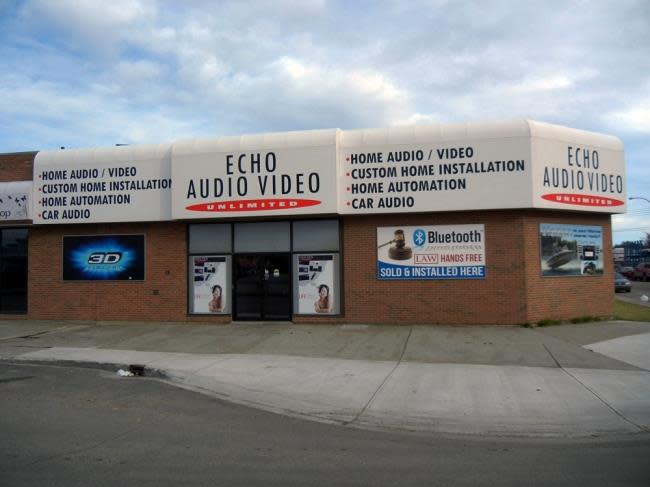 • HOME AUDIO / VIDEO
• CUSTOM HOME INSTALLATION
• HOME AUTOMATION
• CAR AUDIO
ECHO
AUDIO VIDEO
UNLIMITED
• HOME AUDIO / VIDEO
• CUSTOM HOME INSTALLATION
• HOME AUTOMATION
• CAR AUDIO
ECHO
AUDIO VIDEO
UNLIMITED
op
3D
Bluetooth
LAW HANDS FREE
SOLD & INSTALLED HERE